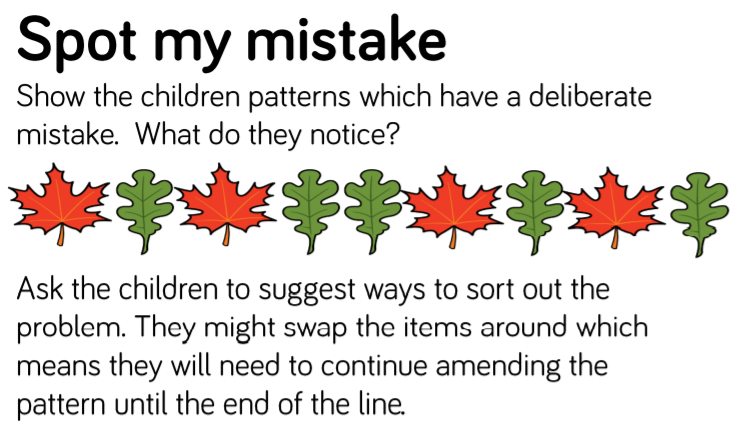 Spot my mistake
Show the children patterns which have a deliberate
mistake.  What do they notice?
Ask the children to suggest ways to sort out the
problem. They might swap the items around which
means they will need to continue amending the
pattern until the end of the line.